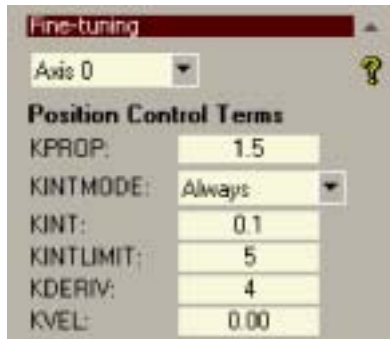 Fine-tuning
Axis 0
Position Control Terms
KPROP: 1.5
KINTMODE: Always
KINT: 0.1
KINTLIMIT: 5
KDERIV: 4
KVEL: 0.00